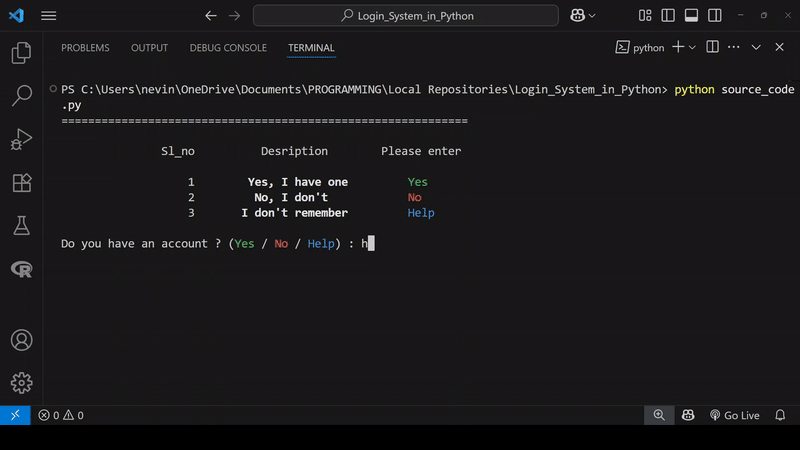 Login_System_in_Python
PROBLEMS OUTPUT DEBUG CONSOLE TERMINAL python
PS C:\Users\nevin\OneDrive\Documents\PROGRAMMING\Local Repositories\Login_System_in_Python> python source_code
.py
=============================================================
Sl_no Desription Please enter
1 Yes, I have one Yes
2 No, I don't No
3 I don't remember Help
Do you have an account ? (Yes / No / Help) : h
0 0 Go Live